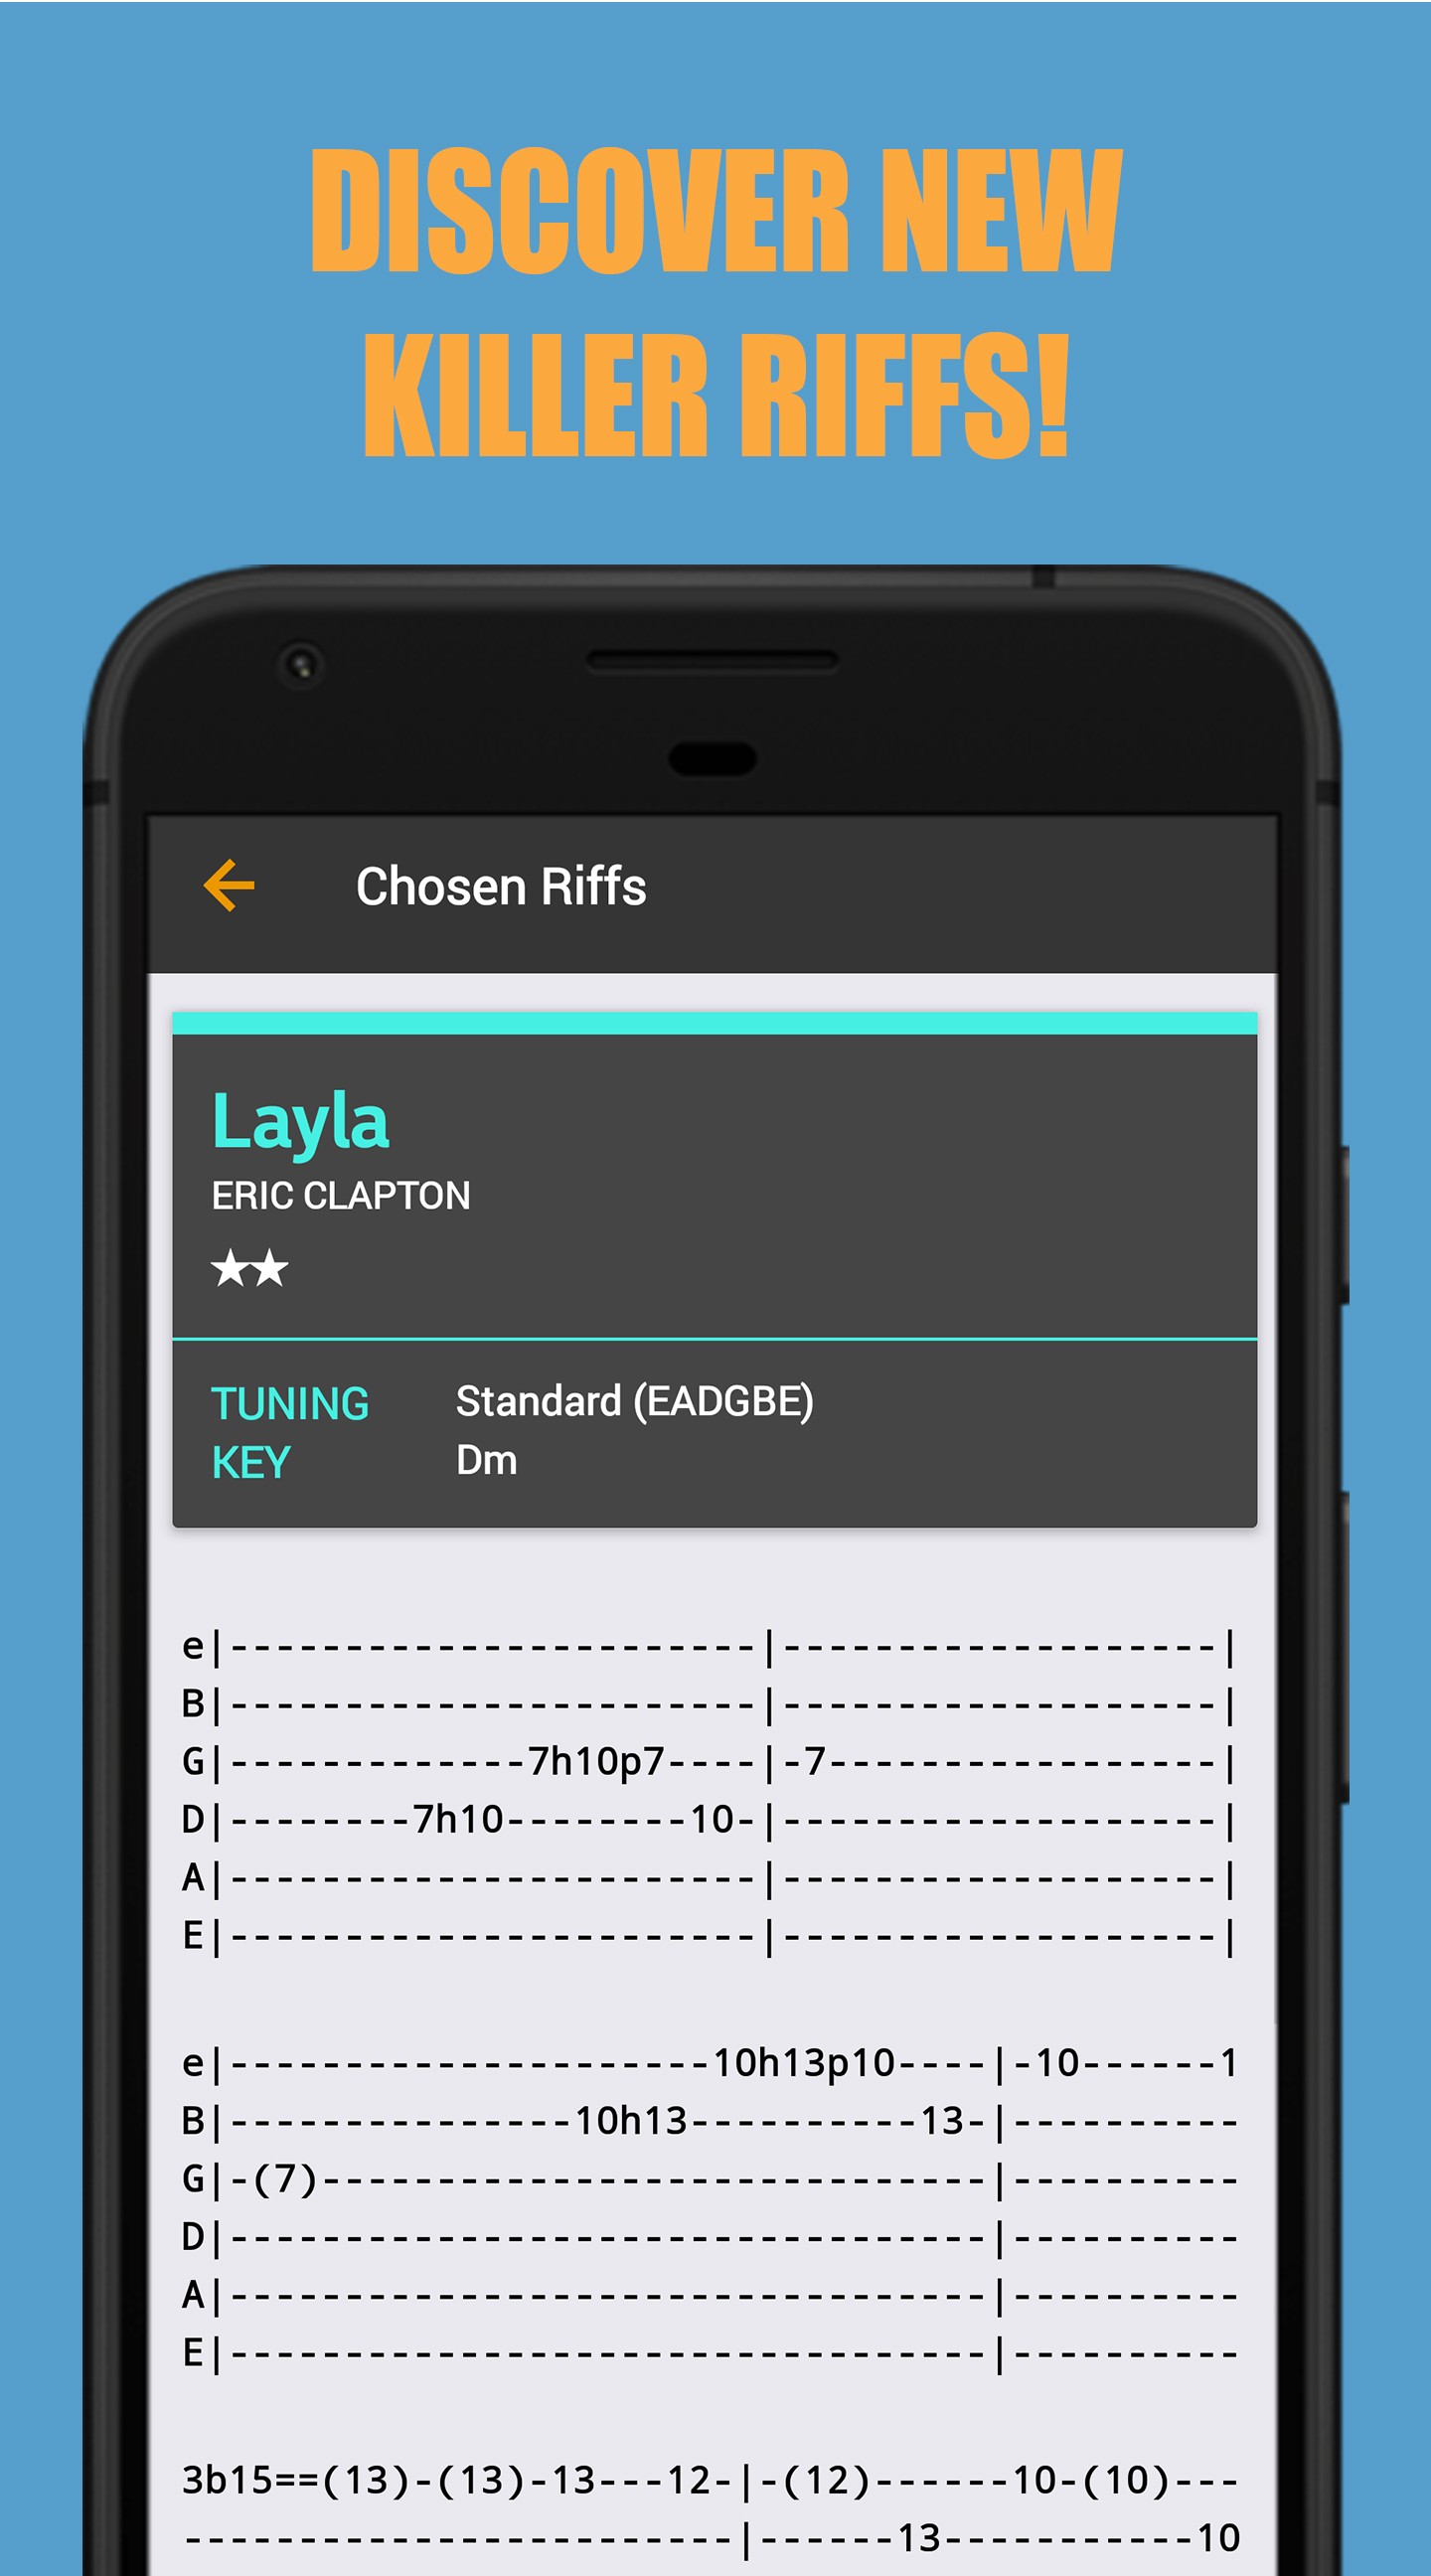 DISCOVER NEW
KILLER RIFFS!
Chosen Riffs
Layla
ERIC CLAPTON
★★
TUNING Standard (EADGBE)
KEY Dm
e|-----------------------|-------------------|
B|-----------------------|-------------------|
G|-------------7h10p7----|-7-----------------|
D|--------7h10--------10-|-------------------|
A|-----------------------|-------------------|
E|-----------------------|-------------------|
e|---------------------10h13p10----|-10------1
B|---------------10h13----------13-|----------
G|-(7)-----------------------------|----------
D|---------------------------------|----------
A|---------------------------------|----------
E|---------------------------------|----------
3b15==(13)-(13)-13---12-|-(12)------10-(10)---
------------------------|------13-----------10